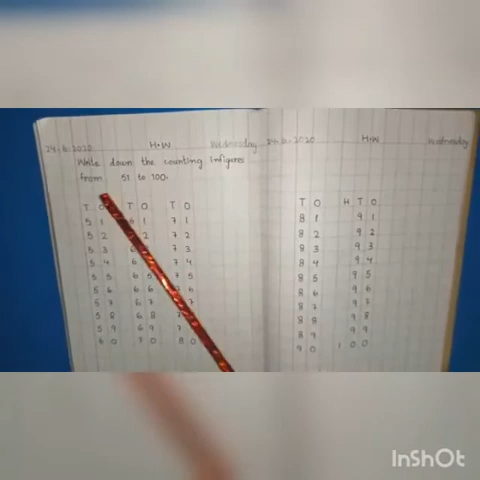 24.6.2020 H.W Wednesday
Write down the counting in figures
from 51 to 100.
T O T O T O
5 1 6 1 7 1
5 2 6 2 7 2
5 3 6 3 7 3
5 4 6 4 7 4
5 5 6 5 7 5
5 6 6 6 7 6
5 7 6 7 7 7
5 8 6 8 7
5 9 6 9 7
6 0 7 0 8 0
24.6.2020 H.W Wednesday
T O H T O
8 1 9 1
8 2 9 2
8 3 9 3
8 4 9 4
8 5 9 5
8 6 9 6
8 7 9 7
8 8 9 8
8 9 9 9
9 0 1 0 0
InShOt